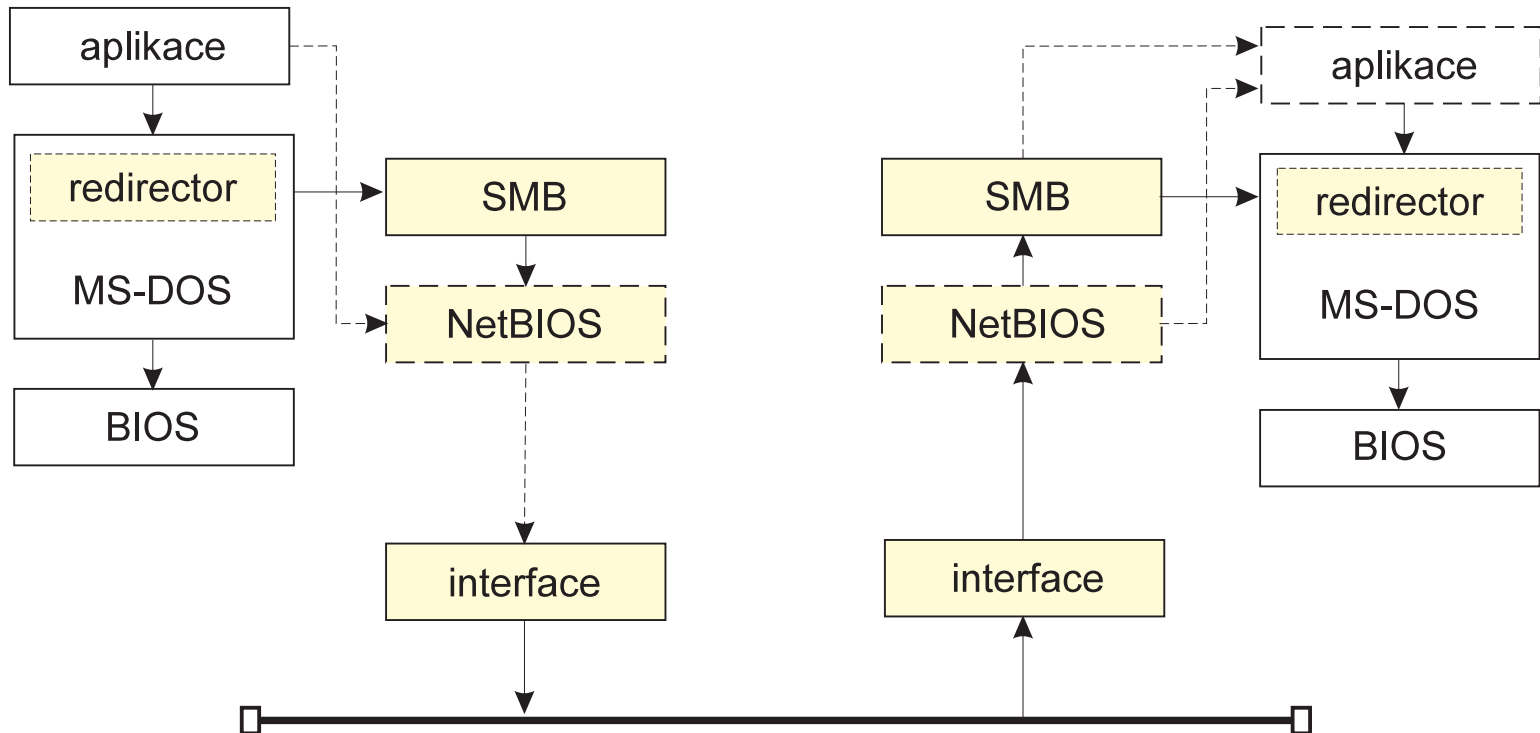 aplikace
redirector
MS-DOS
BIOS
SMB
NetBIOS
interface
SMB
NetBIOS
interface
aplikace
redirector
MS-DOS
BIOS